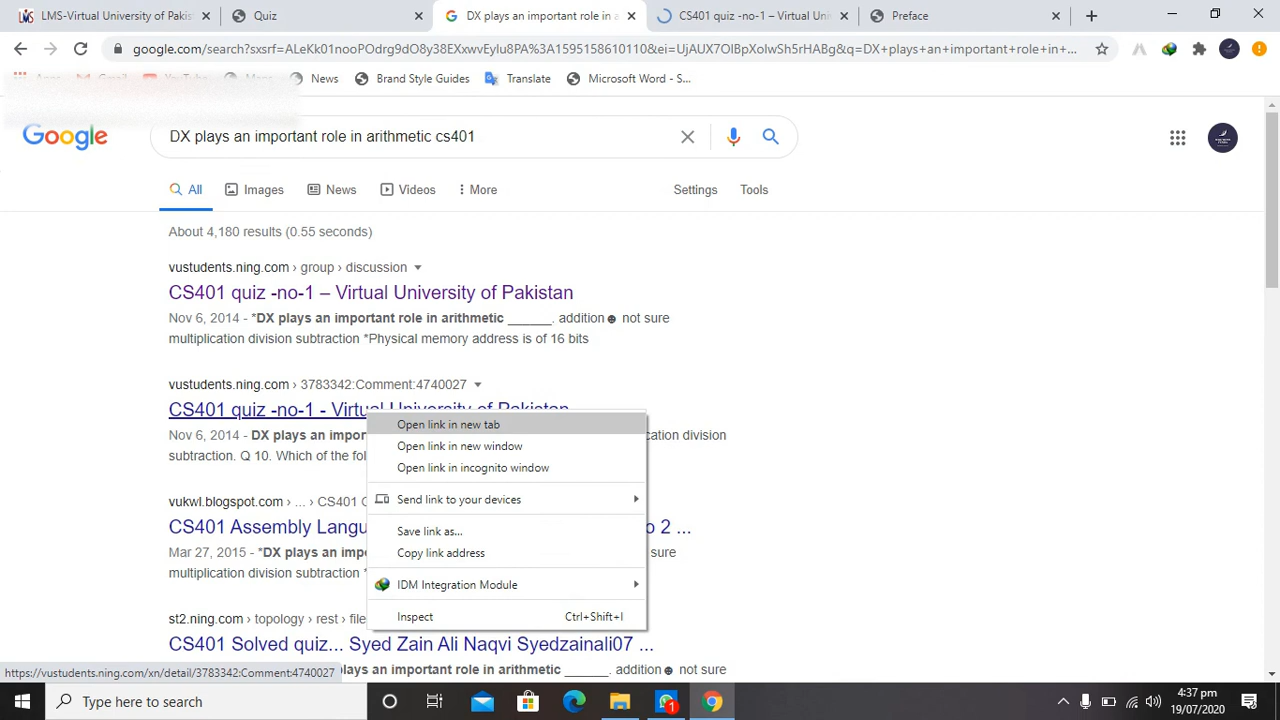 LMS-Virtual University of Pakis
Quiz
DX plays an important role in a
CS401 quiz -no-1 – Virtual Uni
Preface
google.com/search?sxsrf=ALeKk01nooPOdrg9dO8y38EXxwvEylu8PA%3A1595158610110&ei=UjAUX7OlBpXolwSh5rHABg&q=DX+plays+an+important+role+in+...
News
Brand Style Guides
Translate
Microsoft Word - S...
Google
DX plays an important role in arithmetic cs401
All
Images
News
Videos
More
Settings
Tools
About 4,180 results (0.55 seconds)
vustudents.ning.com › group › discussion
CS401 quiz -no-1 – Virtual University of Pakistan
Nov 6, 2014 - *DX plays an important role in arithmetic ______. addition☻ not sure
multiplication division subtraction *Physical memory address is of 16 bits
vustudents.ning.com › 3783342:Comment:4740027
CS401 quiz -no-1 - Virtual University of Pakistan
Nov 6, 2014 - DX plays an impor
cation division
subtraction. Q 10. Which of the fol
vukwl.blogspot.com › ... › CS401
CS401 Assembly Langu
o 2 ...
Mar 27, 2015 - *DX plays an impo
sure
multiplication division subtraction
st2.ning.com › topology › rest › file
CS401 Solved quiz... Syed Zain Ali Naqvi Syedzainali07 ...
plays an important role in arithmetic ______. addition☻ not sure
Open link in new tab
Open link in new window
Open link in incognito window
Send link to your devices
Save link as...
Copy link address
IDM Integration Module
Inspect Ctrl+Shift+I
https://vustudents.ning.com/xn/detail/3783342:Comment:4740027
Type here to search
1
4:37 pm
19/07/2020